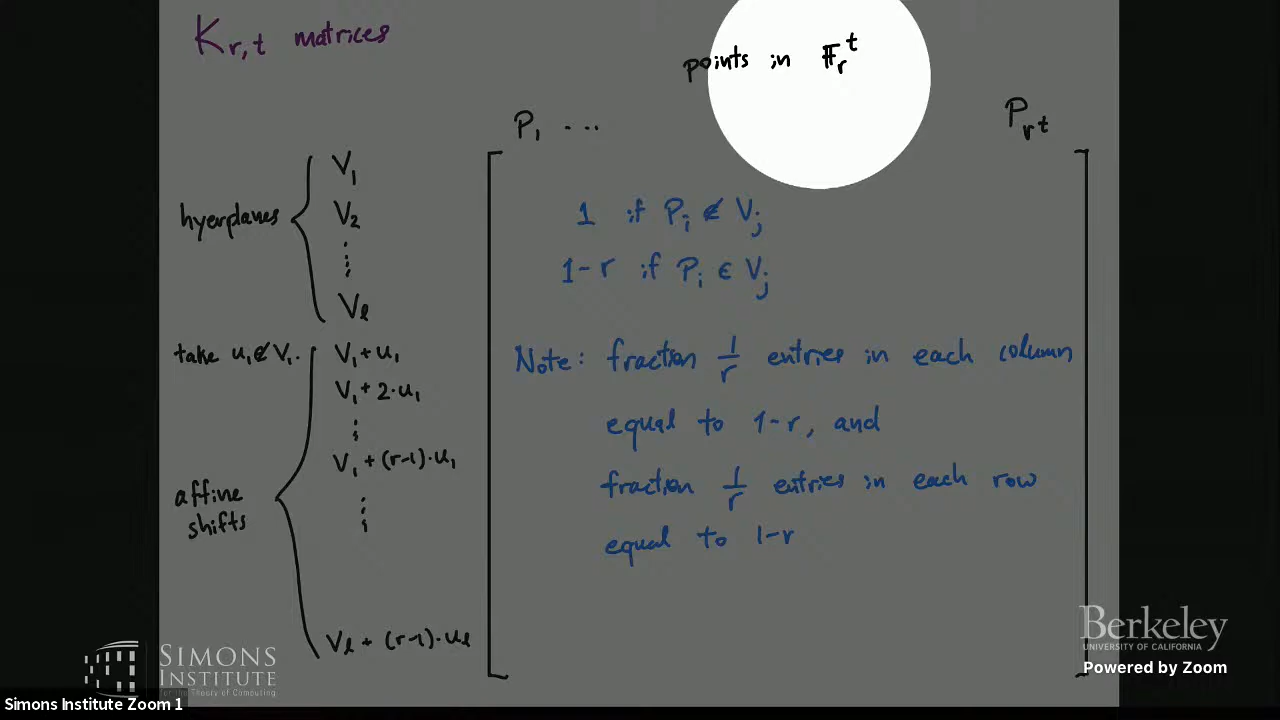 K_{r,t} matrices
points in 𝔽_r^t
P_1 ... P_{r^t}
hyerplanes
V_1
V_2
⋮
V_ℓ
take u_1 ∉ V_1.
V_1 + u_1
V_1 + 2·u_1
⋮
V_1 + (r-1)·u_1
⋮
affine
shifts
V_ℓ + (r-1)·u_ℓ
1 if P_i ∉ V_j
1-r if P_i ∈ V_j
Note: fraction 1/r entries in each column
equal to 1-r, and
fraction 1/r entries in each row
equal to 1-r
SIMONS
INSTITUTE
for the Theory of Computing
Berkeley
UNIVERSITY OF CALIFORNIA
Powered by Zoom
Simons Institute Zoom 1